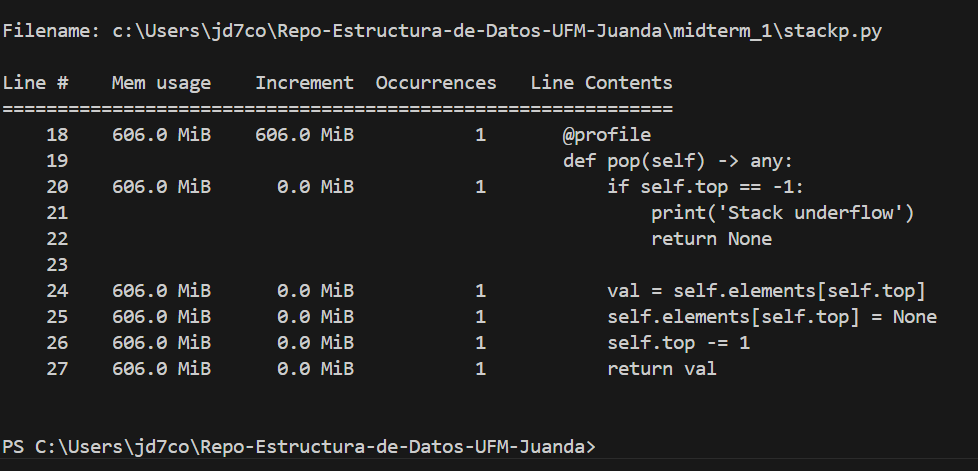 Filename: c:\Users\jd7co\Repo-Estructura-de-Datos-UFM-Juanda\midterm_1\stackp.py
Line #    Mem usage    Increment  Occurrences   Line Contents
=============================================================
    18    606.0 MiB    606.0 MiB           1       @profile
    19                                             def pop(self) -> any:
    20    606.0 MiB      0.0 MiB           1           if self.top == -1:
    21                                                     print('Stack underflow')
    22                                                     return None
    23
    24    606.0 MiB      0.0 MiB           1           val = self.elements[self.top]
    25    606.0 MiB      0.0 MiB           1           self.elements[self.top] = None
    26    606.0 MiB      0.0 MiB           1           self.top -= 1
    27    606.0 MiB      0.0 MiB           1           return val
PS C:\Users\jd7co\Repo-Estructura-de-Datos-UFM-Juanda>